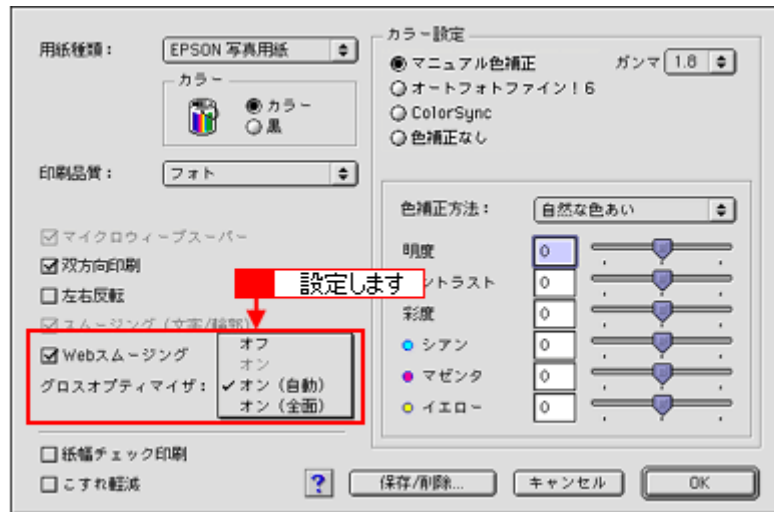 用紙種類： EPSON 写真用紙
カラー
カラー
黒
印刷品質： フォト
マイクロウィーブスーパー
双方向印刷
左右反転
設定します
スムージング（文字/輪郭）
Webスムージング
グロスオプティマイザ：
オフ
オン
✓オン（自動）
オン（全面）
紙幅チェック印刷
こすれ軽減
カラー設定
マニュアル色補正 ガンマ 1.8
オートフォトファイン！6
ColorSync
色補正なし
色補正方法： 自然な色あい
明度 0
ントラスト 0
彩度 0
シアン 0
マゼンタ 0
イエロー 0
? 保存/削除... キャンセル OK